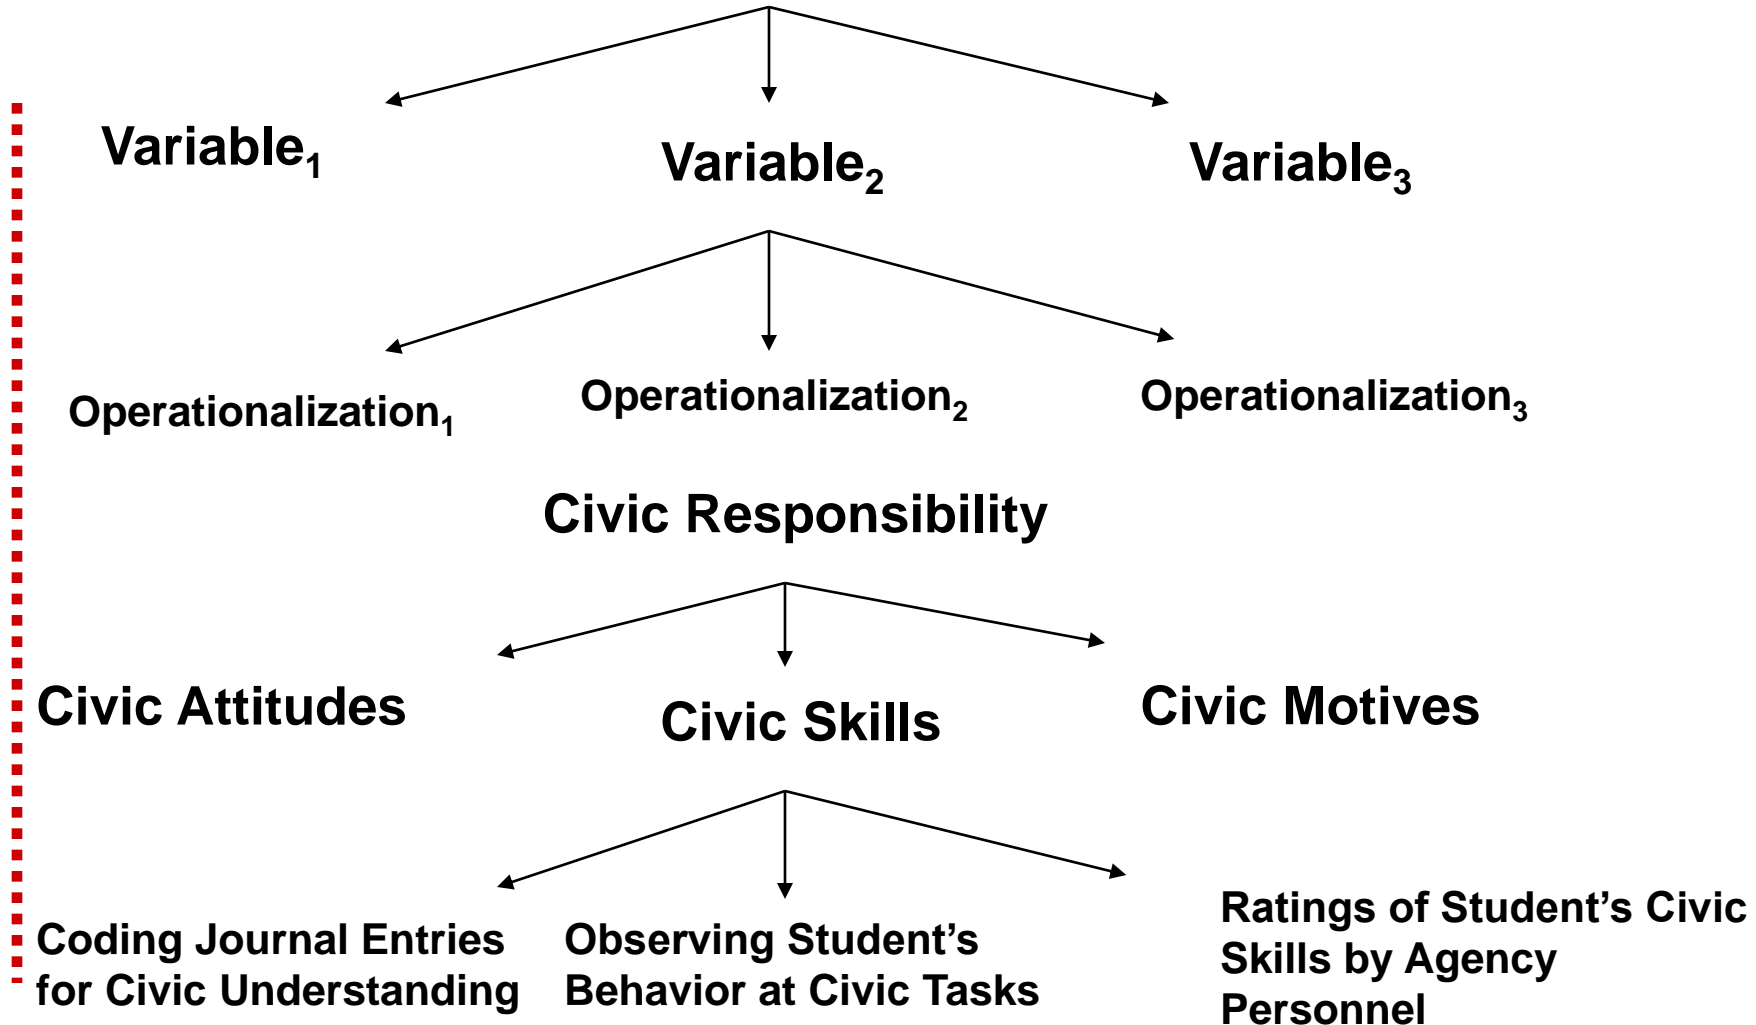 Variable₁
Variable₂
Variable₃
Operationalization₁
Operationalization₂
Operationalization₃
Civic Responsibility
Civic Attitudes
Civic Skills
Civic Motives
Coding Journal Entries
for Civic Understanding
Observing Student’s
Behavior at Civic Tasks
Ratings of Student’s Civic
Skills by Agency
Personnel